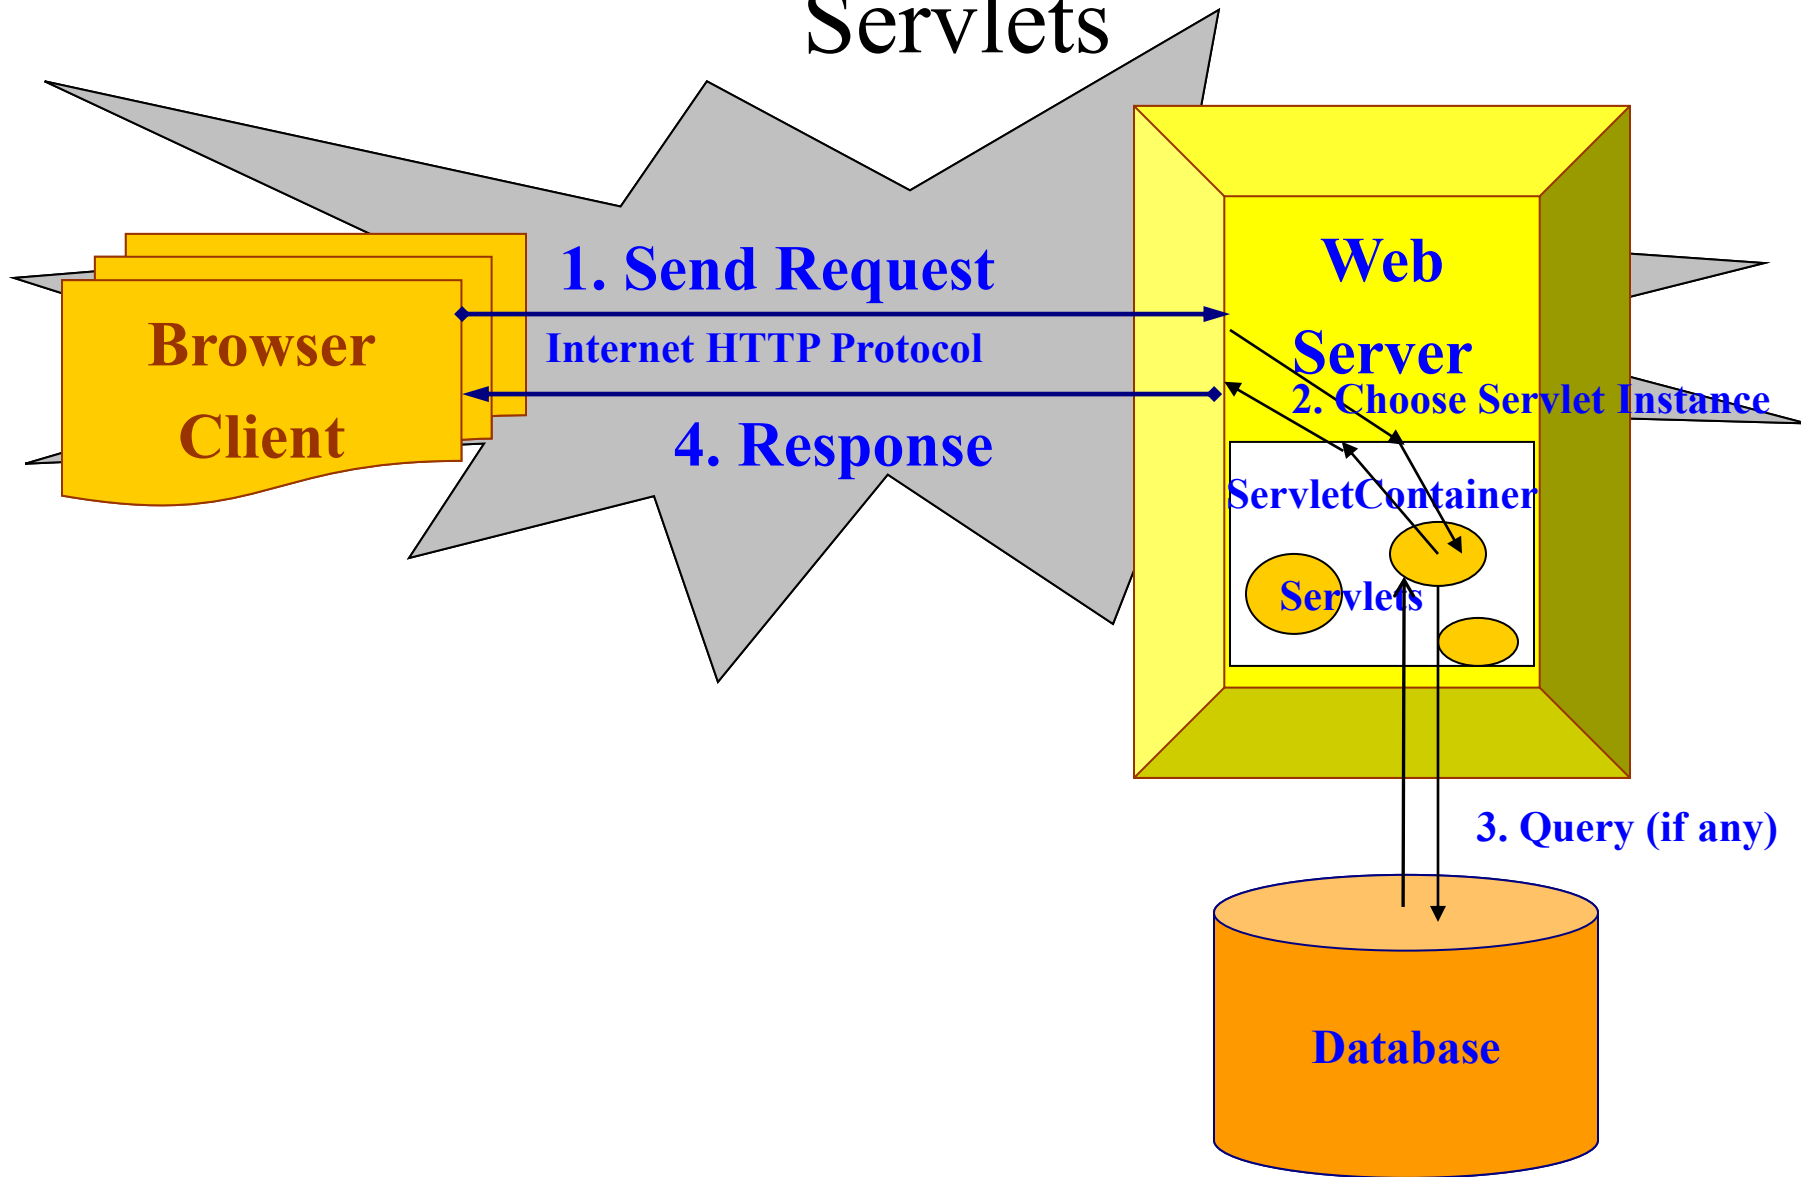 Servlets
1. Send Request
Internet HTTP Protocol
4. Response
Browser
Client
Web
Server
2. Choose Servlet Instance
ServletContainer
Servlets
3. Query (if any)
Database